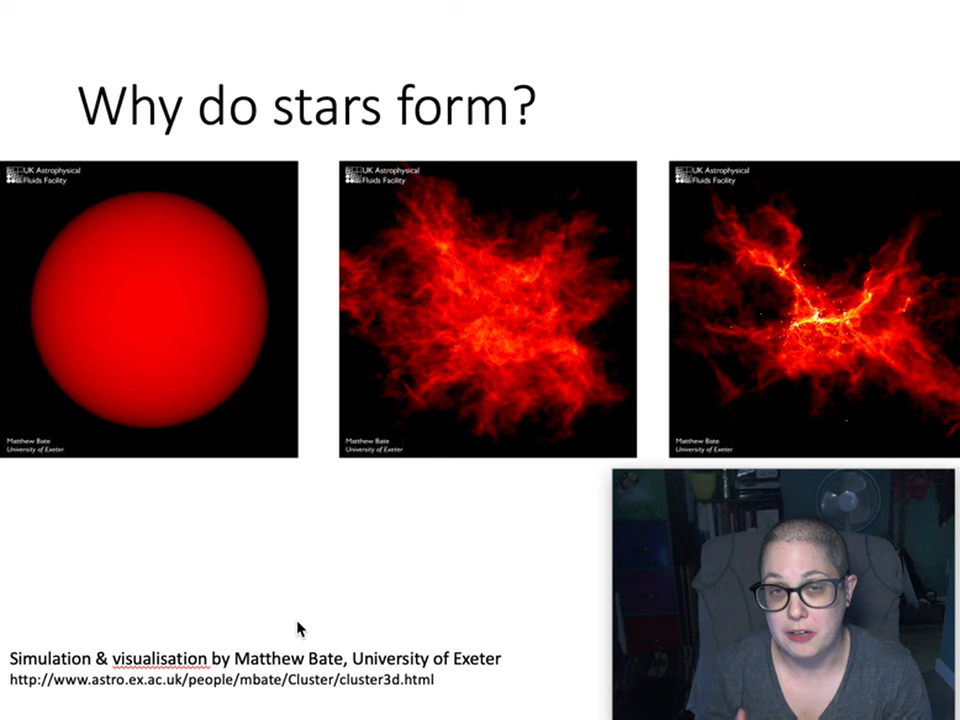 Why do stars form?
UK Astrophysical
Fluids Facility
Matthew Bate
University of Exeter
UK Astrophysical
Fluids Facility
Matthew Bate
University of Exeter
UK Astrophysical
Fluids Facility
Matthew Bate
University of Exeter
Simulation & visualisation by Matthew Bate, University of Exeter
http://www.astro.ex.ac.uk/people/mbate/Cluster/cluster3d.html